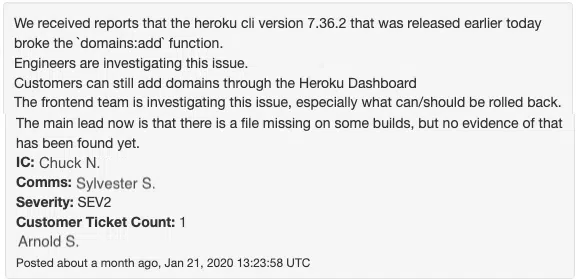 We received reports that the heroku cli version 7.36.2 that was released earlier today
broke the `domains:add` function.
Engineers are investigating this issue.
Customers can still add domains through the Heroku Dashboard
The frontend team is investigating this issue, especially what can/should be rolled back.
The main lead now is that there is a file missing on some builds, but no evidence of that
has been found yet.
IC: Chuck N.
Comms: Sylvester S.
Severity: SEV2
Customer Ticket Count: 1
Arnold S.
Posted about a month ago, Jan 21, 2020 13:23:58 UTC